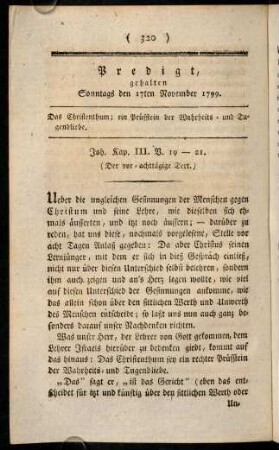 ( 320 )
Predigt,
gehalten
Sonntags den 17ten November 1799.
Das Christenthum: ein Prüfstein der Wahrheits- und Tu-
gendliebe.
Joh. Kap. III. V. 19 — 21.
(Der vor-achttägige Text.)
Ueber die ungleichen Gesinnungen der Menschen gegen
Christum und seine Lehre, wie dieselben sich eh-
mals äusserten, und itzt noch äussern; — darüber zu
reden, hat uns diese, nochmals vorgelesene, Stelle vor
acht Tagen Anlaß gegeben: Da aber Christus seinen
Lernjünger, mit dem er sich in dieß Gespräch einließ,
nicht nur über diesen Unterschied selbst belehren, sondern
ihm auch zeigen und an's Herz legen wollte, wie viel
auf diesen Unterschied der Gesinnungen ankomme, wie
das allein schon über den sittlichen Werth und Unwerth
des Menschen entscheide; so laßt uns nun auch ganz be-
sonders darauf unser Nachdenken richten.
Was unser Herr, der Lehrer von Gott gekommen, dem
Lehrer Israels hierüber zu bedenken giebt, kommt auf
das hinaus: Das Christenthum sey ein rechter Prüfstein
der Wahrheits- und Tugendliebe.
„Das" sagt er, „ist das Gericht" (eben das ent-
scheidet für itzt und künftig über den sittlichen Werth oder
Un-